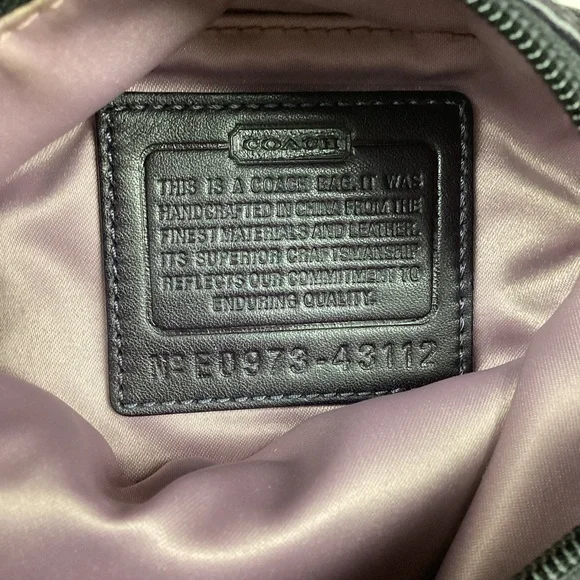 COACH
THIS IS A COACH BAG. IT WAS
HANDCRAFTED IN CHINA FROM THE
FINEST MATERIALS AND LEATHER.
ITS SUPERIOR CRAFTSMANSHIP
REFLECTS OUR COMMITMENT TO
ENDURING QUALITY.
Nº E0973-43112